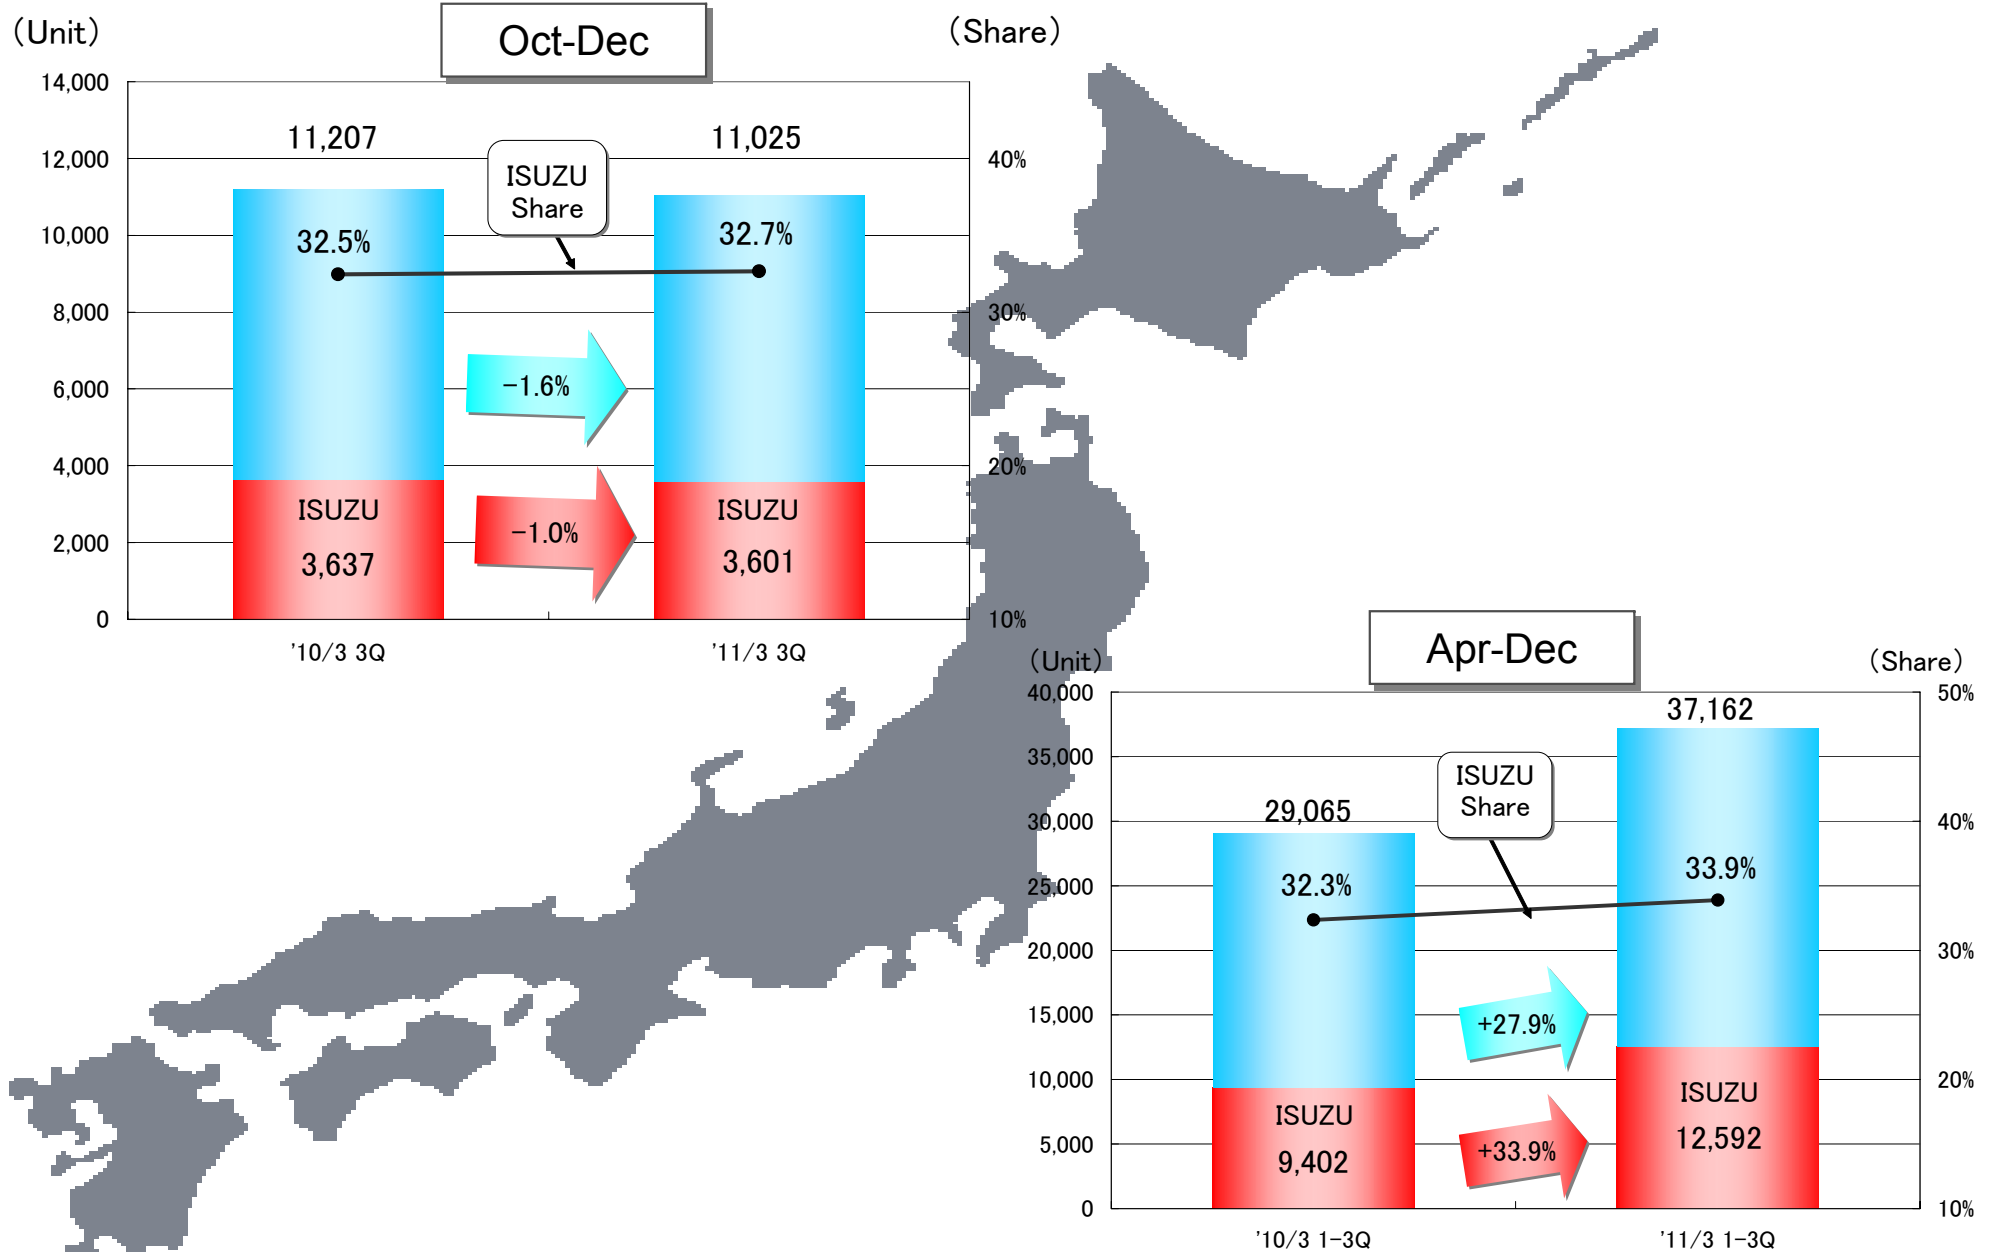 (Unit)
Oct-Dec
(Share)
14,000
12,000
10,000
8,000
6,000
4,000
2,000
0
11,207
11,025
ISUZU
Share
32.5%
32.7%
-1.6%
-1.0%
ISUZU
3,637
ISUZU
3,601
40%
30%
20%
10%
'10/3 3Q
'11/3 3Q
(Unit)
Apr-Dec
(Share)
40,000
35,000
30,000
25,000
20,000
15,000
10,000
5,000
0
29,065
37,162
ISUZU
Share
32.3%
33.9%
+27.9%
+33.9%
ISUZU
9,402
ISUZU
12,592
50%
40%
30%
20%
10%
'10/3 1-3Q
'11/3 1-3Q